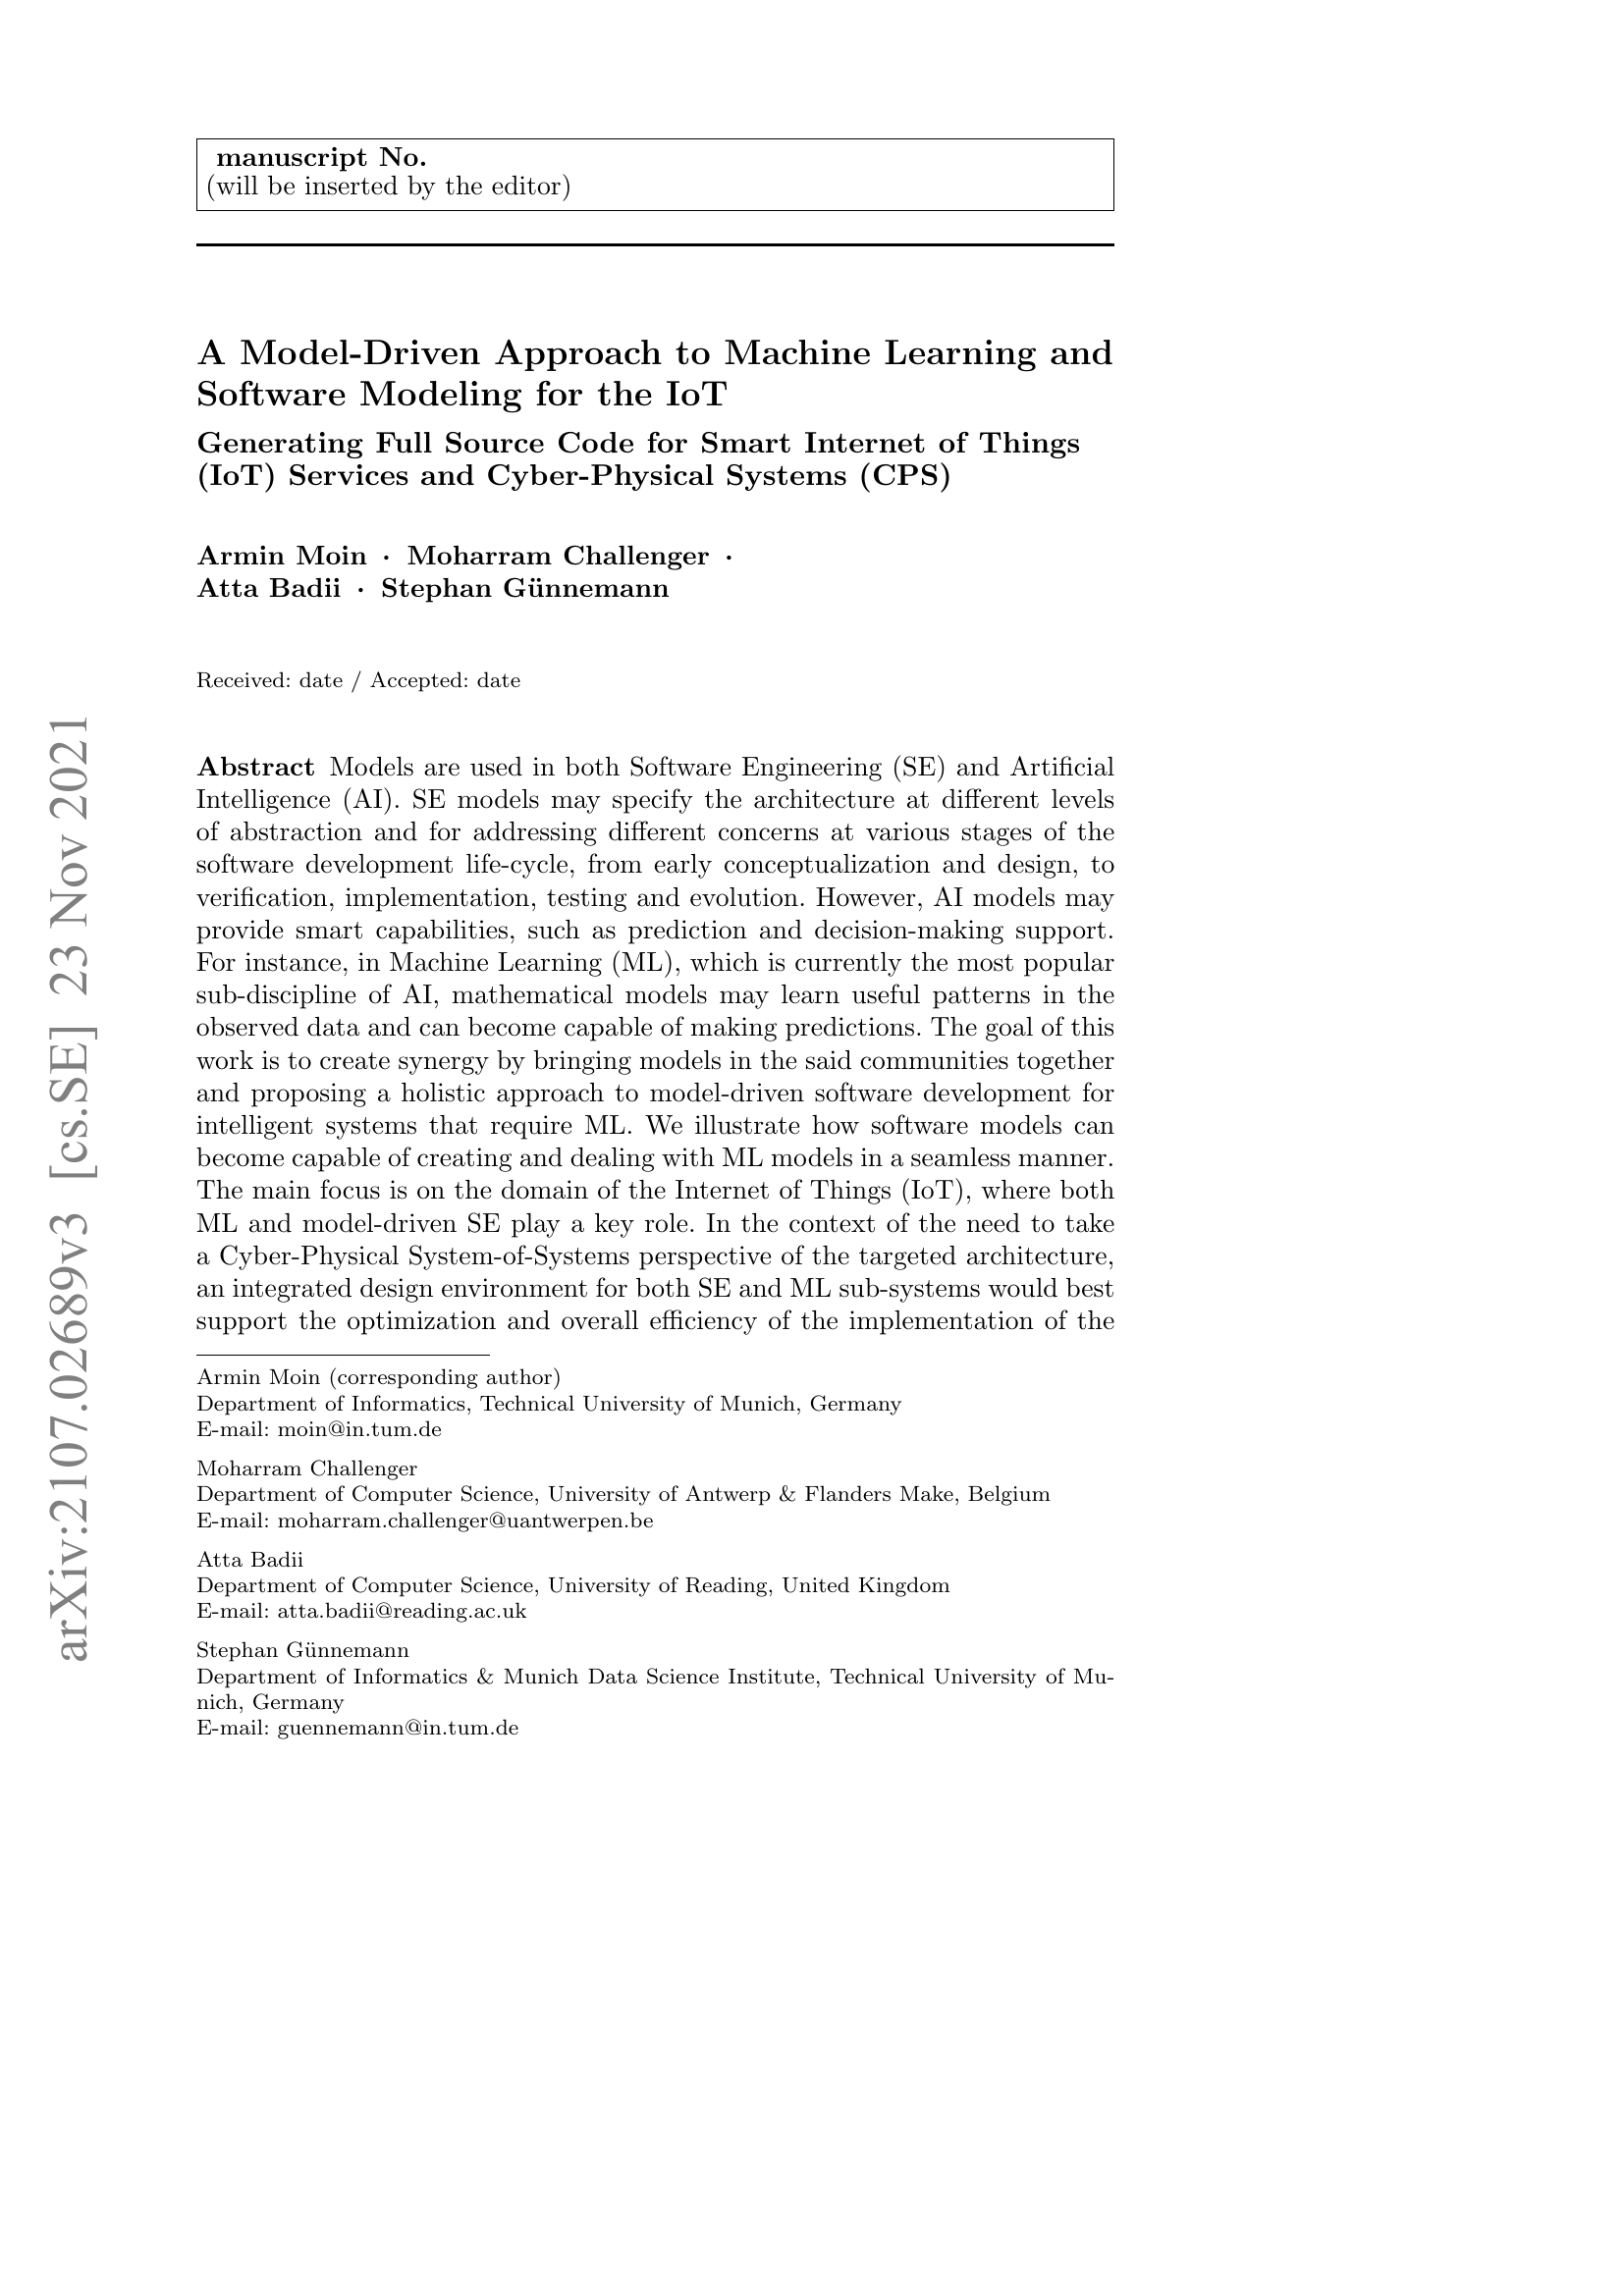 manuscript No.
(will be inserted by the editor)
A Model-Driven Approach to Machine Learning and
Software Modeling for the IoT
Generating Full Source Code for Smart Internet of Things
(IoT) Services and Cyber-Physical Systems (CPS)
Armin Moin · Moharram Challenger ·
Atta Badii · Stephan Günnemann
Received: date / Accepted: date
Abstract Models are used in both Software Engineering (SE) and Artificial
Intelligence (AI). SE models may specify the architecture at different levels
of abstraction and for addressing different concerns at various stages of the
software development life-cycle, from early conceptualization and design, to
verification, implementation, testing and evolution. However, AI models may
provide smart capabilities, such as prediction and decision-making support.
For instance, in Machine Learning (ML), which is currently the most popular
sub-discipline of AI, mathematical models may learn useful patterns in the
observed data and can become capable of making predictions. The goal of this
work is to create synergy by bringing models in the said communities together
and proposing a holistic approach to model-driven software development for
intelligent systems that require ML. We illustrate how software models can
become capable of creating and dealing with ML models in a seamless manner.
The main focus is on the domain of the Internet of Things (IoT), where both
ML and model-driven SE play a key role. In the context of the need to take
a Cyber-Physical System-of-Systems perspective of the targeted architecture,
an integrated design environment for both SE and ML sub-systems would best
support the optimization and overall efficiency of the implementation of the
Armin Moin (corresponding author)
Department of Informatics, Technical University of Munich, Germany
E-mail: moin@in.tum.de
Moharram Challenger
Department of Computer Science, University of Antwerp & Flanders Make, Belgium
E-mail: moharram.challenger@uantwerpen.be
Atta Badii
Department of Computer Science, University of Reading, United Kingdom
E-mail: atta.badii@reading.ac.uk
Stephan Günnemann
Department of Informatics & Munich Data Science Institute, Technical University of Mu-
nich, Germany
E-mail: guennemann@in.tum.de
arXiv:2107.02689v3 [cs.SE] 23 Nov 2021